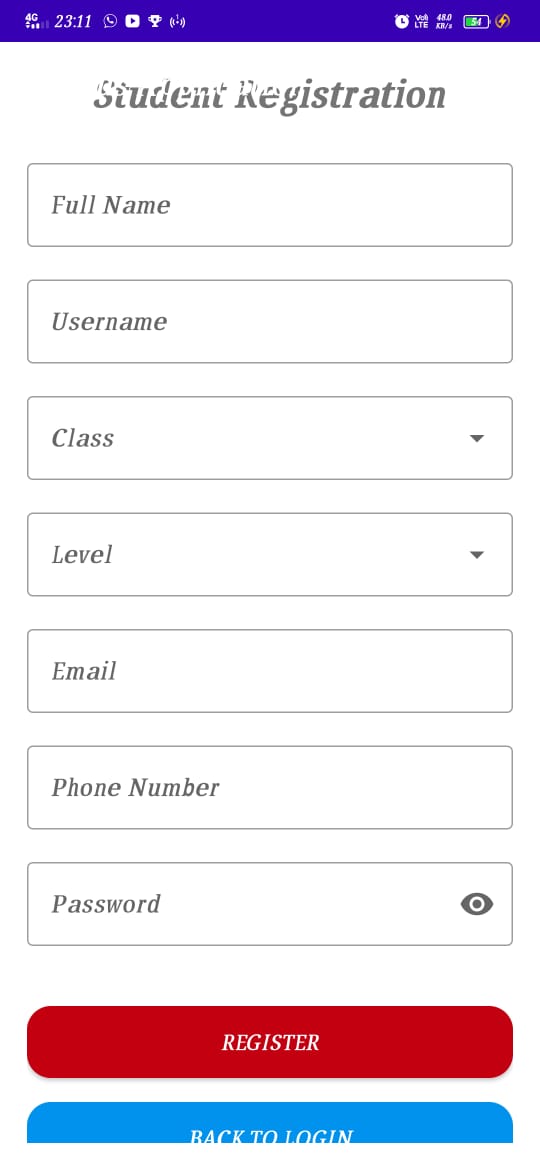 4G 23:11 Vo) LTE 48.0 KB/s 54
Student Registration
Full Name
Username
Class
Level
Email
Phone Number
Password
REGISTER
BACK TO LOGIN